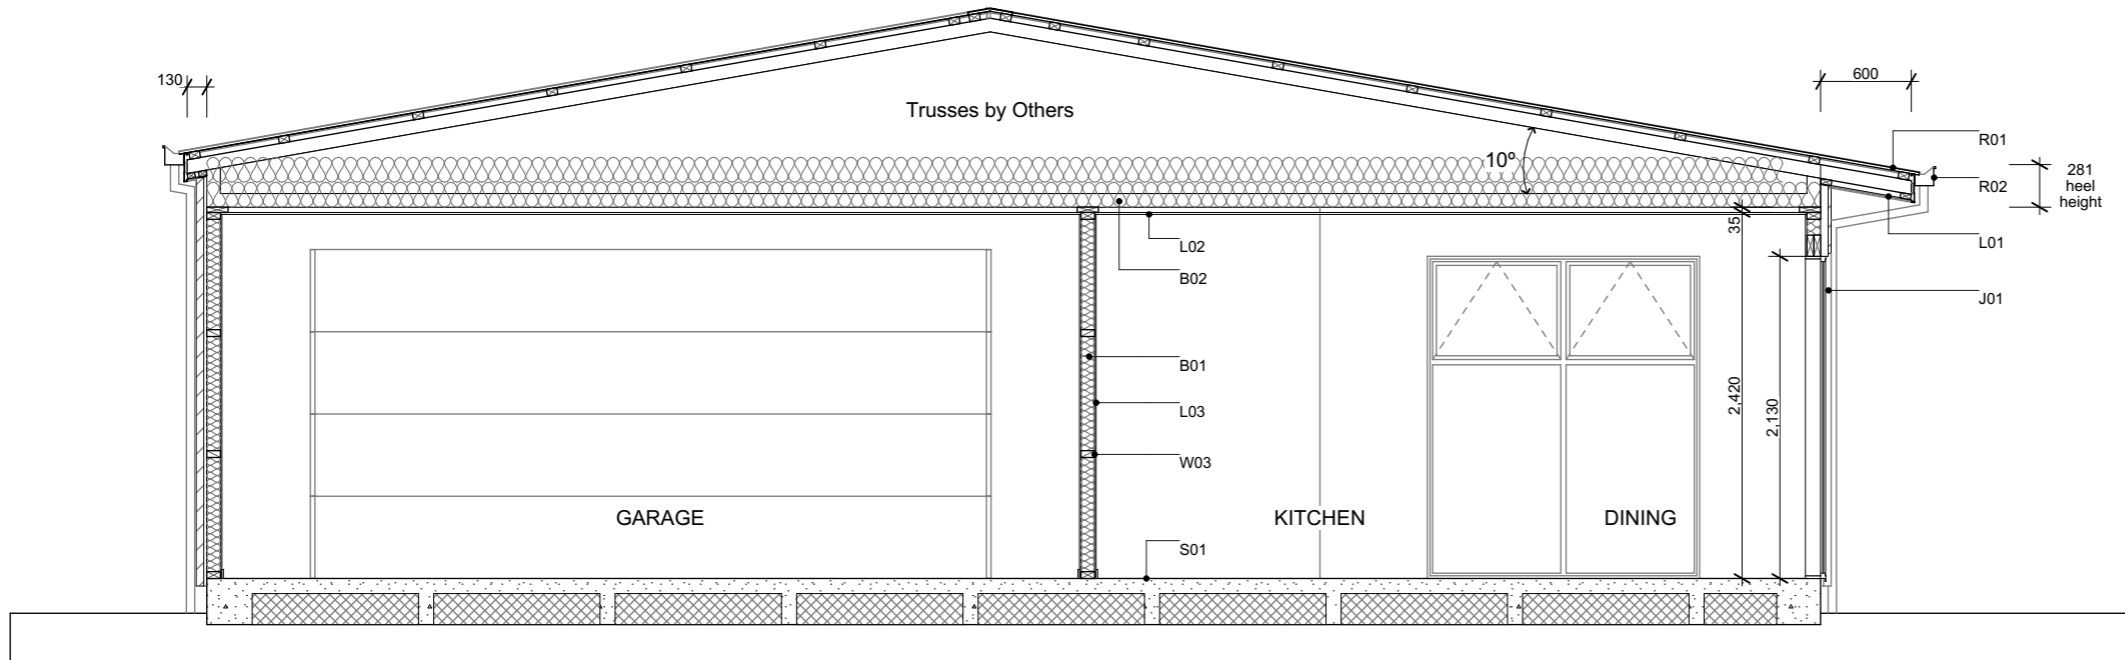 130
600
Trusses by Others
R01
10º
281
heel
height
R02
35
L02
L01
B02
J01
B01
2,420
2,130
L03
W03
GARAGE
KITCHEN
DINING
S01